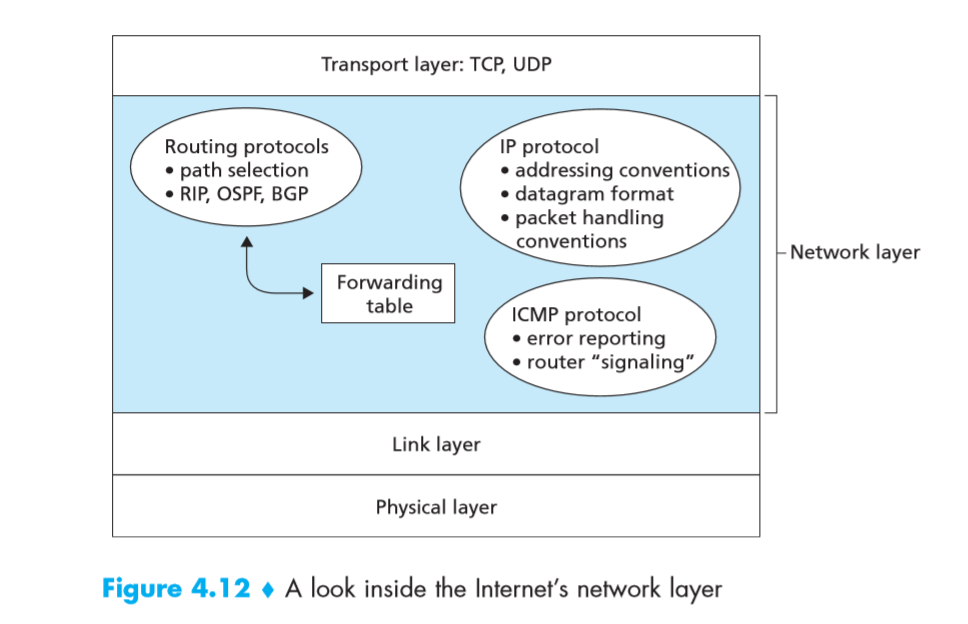 Transport layer: TCP, UDP
Routing protocols
• path selection
• RIP, OSPF, BGP
IP protocol
• addressing conventions
• datagram format
• packet handling
conventions
Network layer
Forwarding
table
ICMP protocol
• error reporting
• router “signaling”
Link layer
Physical layer
Figure 4.12 ♦ A look inside the Internet’s network layer